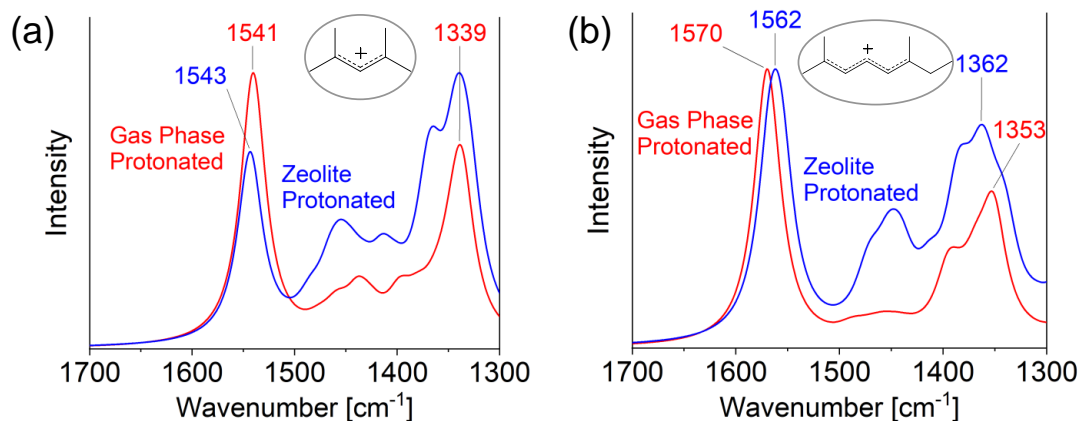 (a)
1541
1339
1543
+
Gas Phase
Protonated
Zeolite
Protonated
Intensity
1700
1600
1500
1400
1300
Wavenumber [cm⁻¹]
(b)
1570
1562
+
1362
1353
Gas Phase
Protonated
Zeolite
Protonated
Intensity
1700
1600
1500
1400
1300
Wavenumber [cm⁻¹]